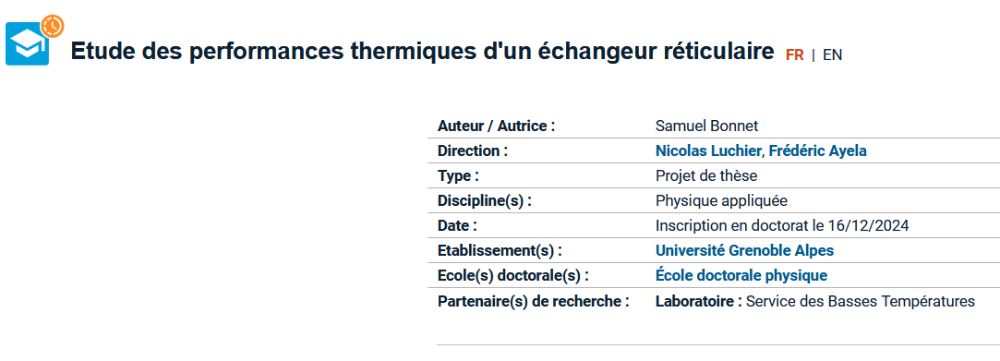 Etude des performances thermiques d'un échangeur réticulaire FR | EN
Auteur / Autrice : Samuel Bonnet
Direction : Nicolas Luchier, Frédéric Ayela
Type : Projet de thèse
Discipline(s) : Physique appliquée
Date : Inscription en doctorat le 16/12/2024
Etablissement(s) : Université Grenoble Alpes
Ecole(s) doctorale(s) : École doctorale physique
Partenaire(s) de recherche : Laboratoire : Service des Basses Températures